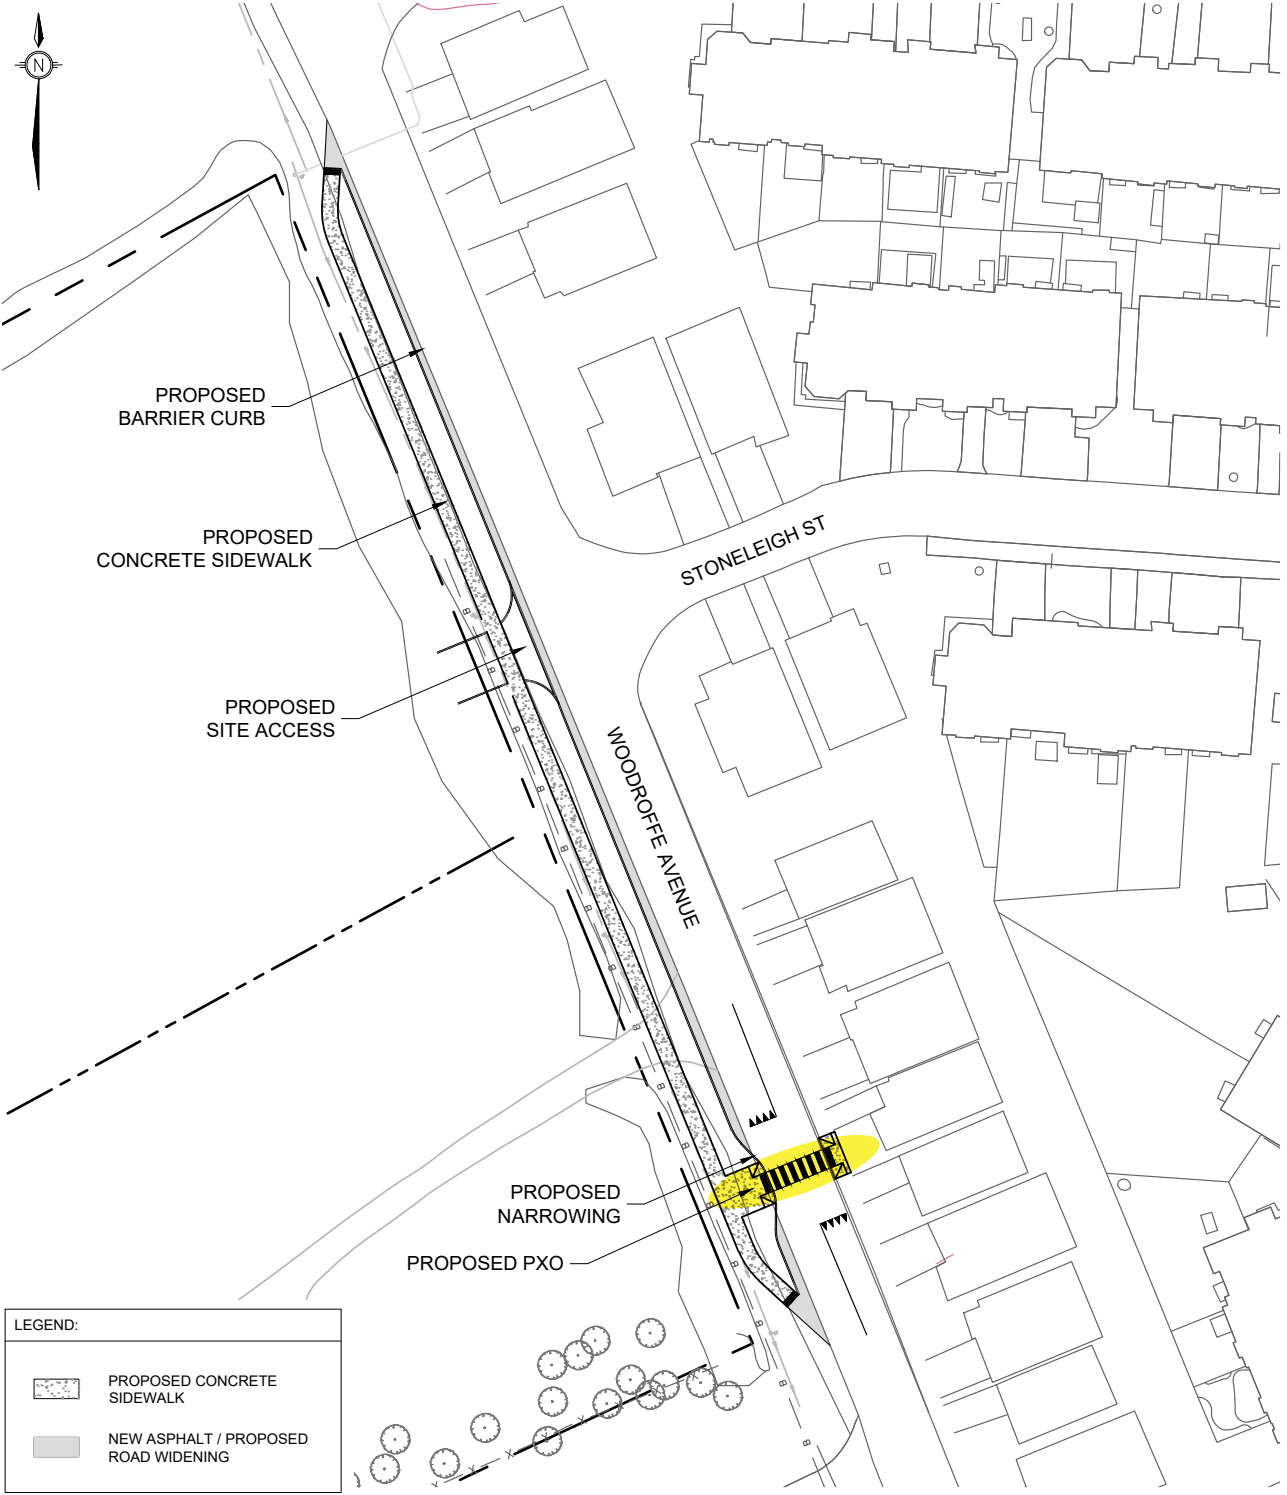 N
PROPOSED
BARRIER CURB
PROPOSED
CONCRETE SIDEWALK
STONELEIGH ST
PROPOSED
SITE ACCESS
WOODROFFE AVENUE
PROPOSED
NARROWING
PROPOSED PXO
LEGEND:
PROPOSED CONCRETE
SIDEWALK
NEW ASPHALT / PROPOSED
ROAD WIDENING